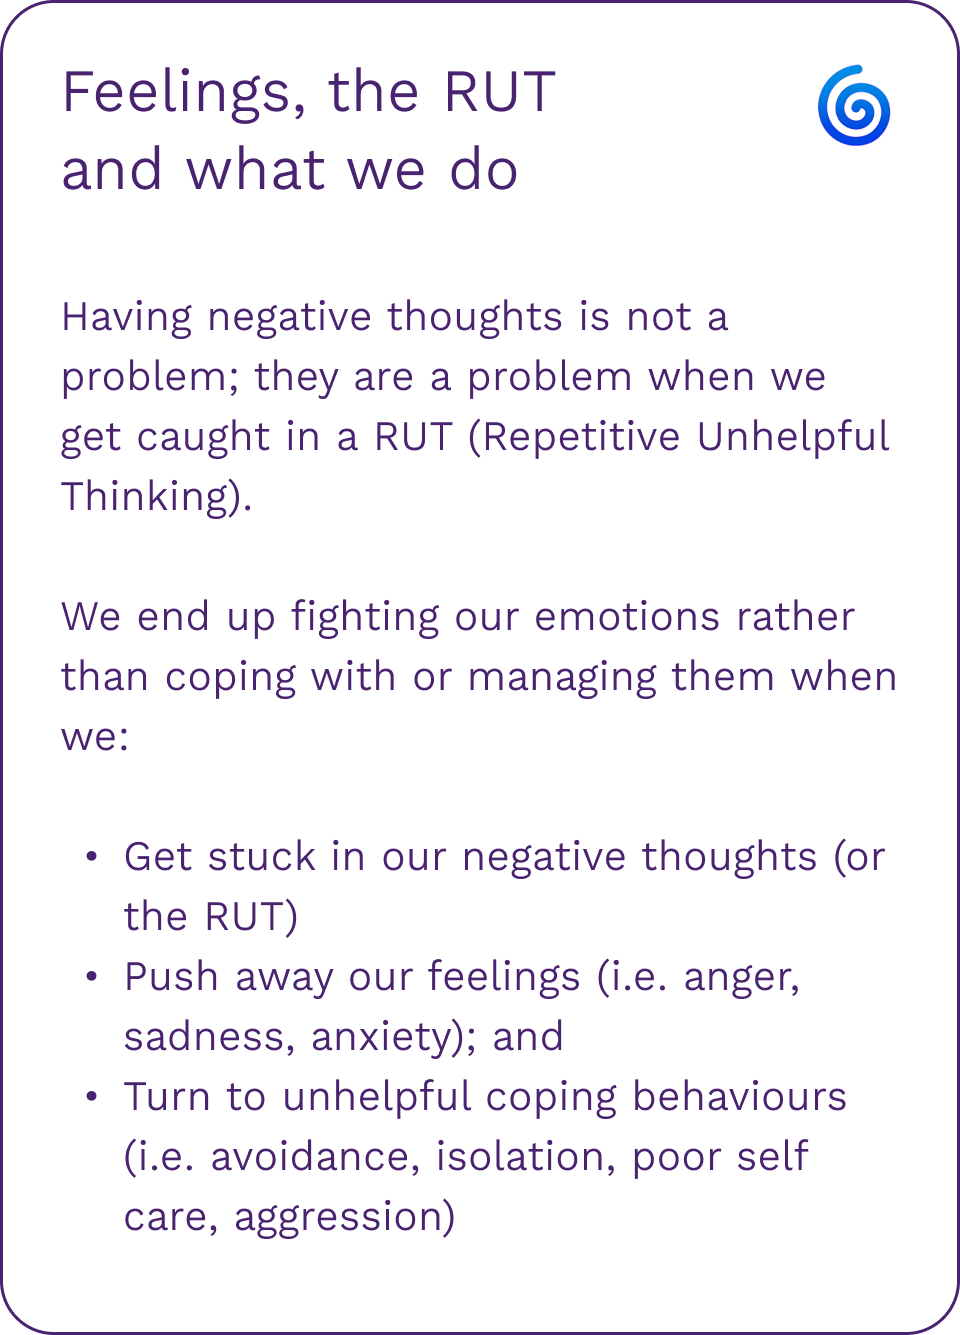 Feelings, the RUT
and what we do
Having negative thoughts is not a
problem; they are a problem when we
get caught in a RUT (Repetitive Unhelpful
Thinking).
We end up fighting our emotions rather
than coping with or managing them when
we:
• Get stuck in our negative thoughts (or
the RUT)
• Push away our feelings (i.e. anger,
sadness, anxiety); and
• Turn to unhelpful coping behaviours
(i.e. avoidance, isolation, poor self
care, aggression)